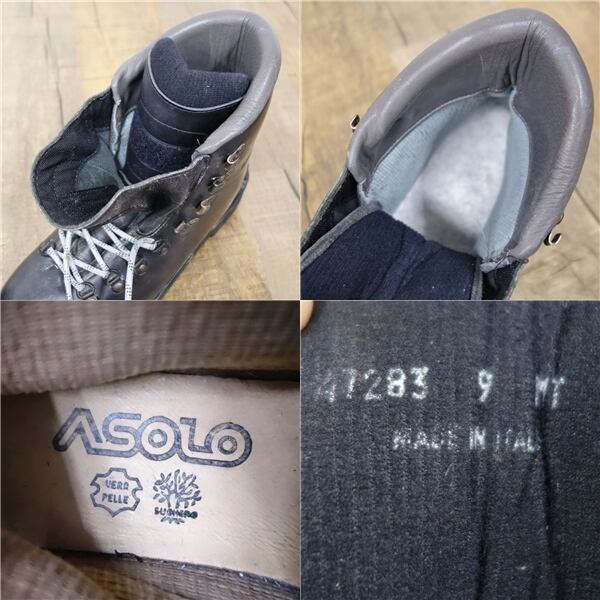 ASOLO
VERA
PELLE
47283 9 MT
MADE IN ITALY